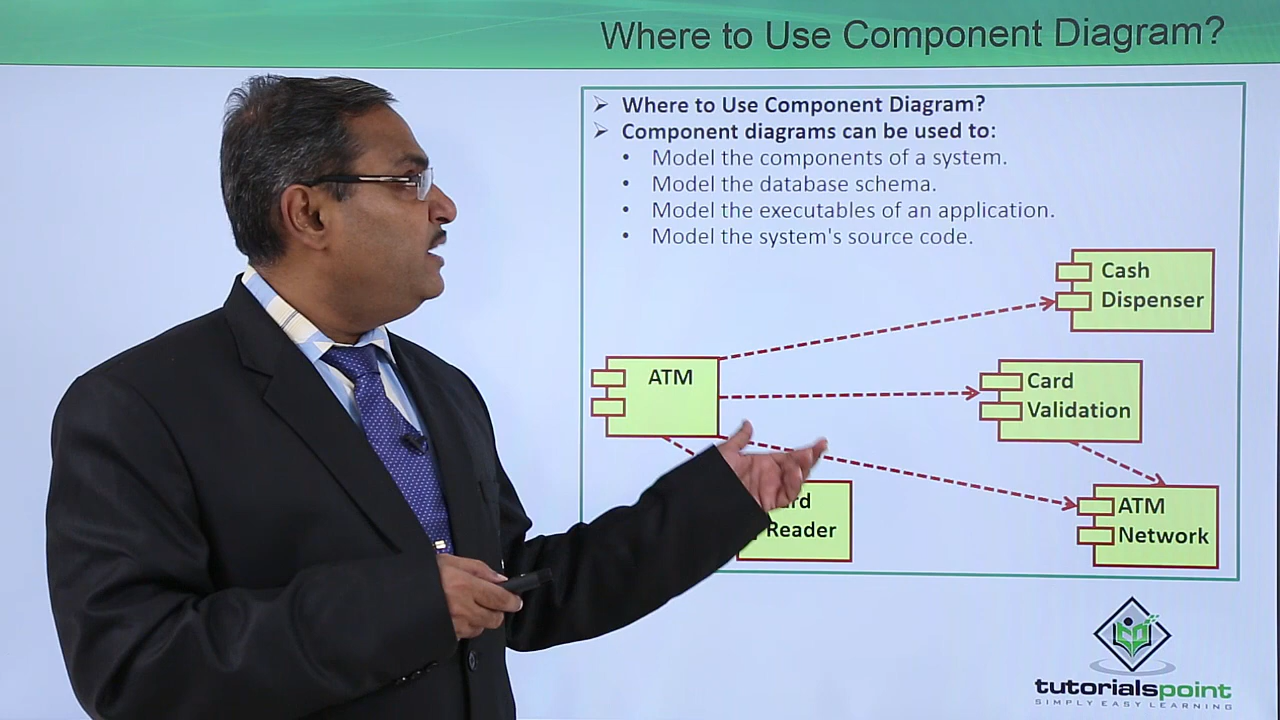 Where to Use Component Diagram?
➢ Where to Use Component Diagram?
➢ Component diagrams can be used to:
• Model the components of a system.
• Model the database schema.
• Model the executables of an application.
• Model the system's source code.
Cash
Dispenser
ATM
Card
Validation
Reader
ATM
Network
tutorialspoint
SIMPLY EASY LEARNING